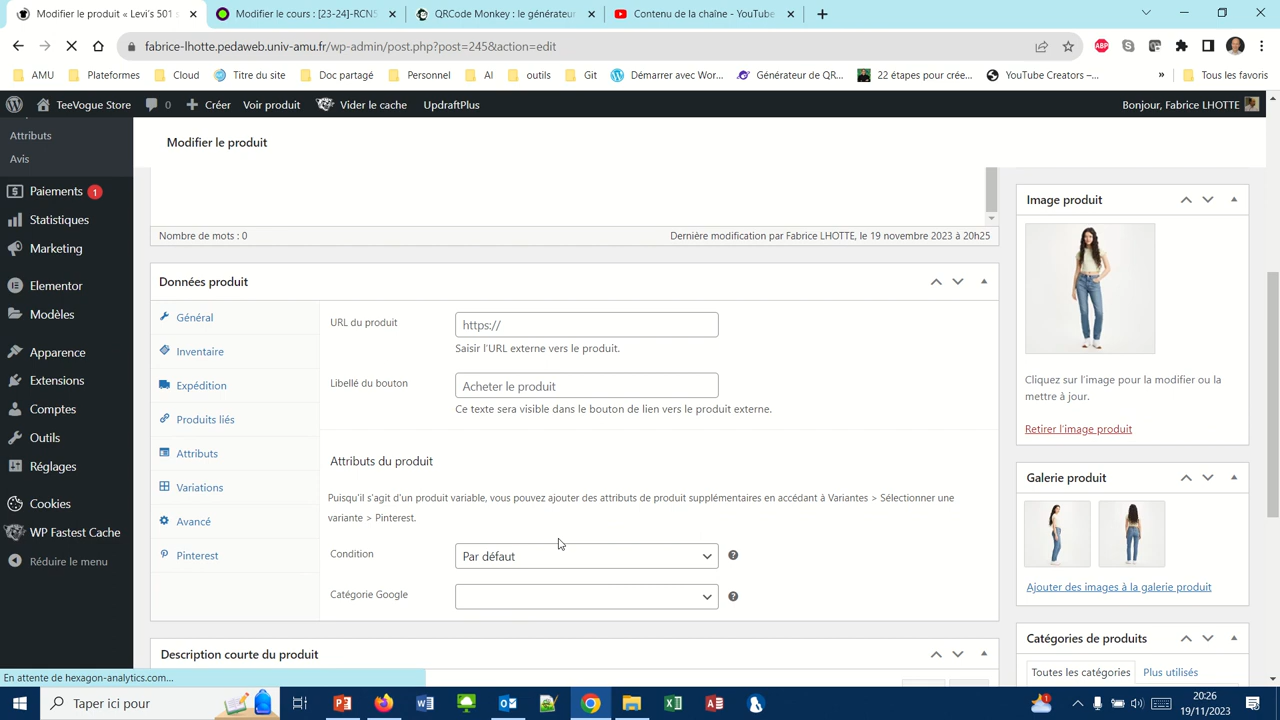 Modifier le produit « Levi's 501 s
Modifier le cours : [23-24]-RCNS
QRCode Monkey : le générateur
Contenu de la chaîne - YouTube
fabrice-lhotte.pedaweb.univ-amu.fr/wp-admin/post.php?post=245&action=edit
AMU
Plateformes
Cloud
Titre du site
Doc partagé
Personnel
AI
outils
Git
Démarrer avec Wor...
Générateur de QR...
22 étapes pour crée...
YouTube Creators –...
»
Tous les favoris
TeeVogue Store
0
Créer
Voir produit
Vider le cache
UpdraftPlus
Bonjour, Fabrice LHOTTE
Attributs
Avis
Paiements 1
Statistiques
Marketing
Elementor
Modèles
Apparence
Extensions
Comptes
Outils
Réglages
Cookies
WP Fastest Cache
Réduire le menu
Modifier le produit
Nombre de mots : 0
Dernière modification par Fabrice LHOTTE, le 19 novembre 2023 à 20h25
Données produit
Général
Inventaire
Expédition
Produits liés
Attributs
Variations
Avancé
Pinterest
URL du produit
https://
Saisir l'URL externe vers le produit.
Libellé du bouton
Acheter le produit
Ce texte sera visible dans le bouton de lien vers le produit externe.
Attributs du produit
Puisqu'il s'agit d'un produit variable, vous pouvez ajouter des attributs de produit supplémentaires en accédant à Variantes > Sélectionner une
variante > Pinterest.
Condition
Par défaut
Catégorie Google
Description courte du produit
Image produit
Cliquez sur l'image pour la modifier ou la
mettre à jour.
Retirer l'image produit
Galerie produit
Ajouter des images à la galerie produit
Catégories de produits
Toutes les catégories
Plus utilisés
En attente de hexagon-analytics.com...
Taper ici pour
20:26
19/11/2023